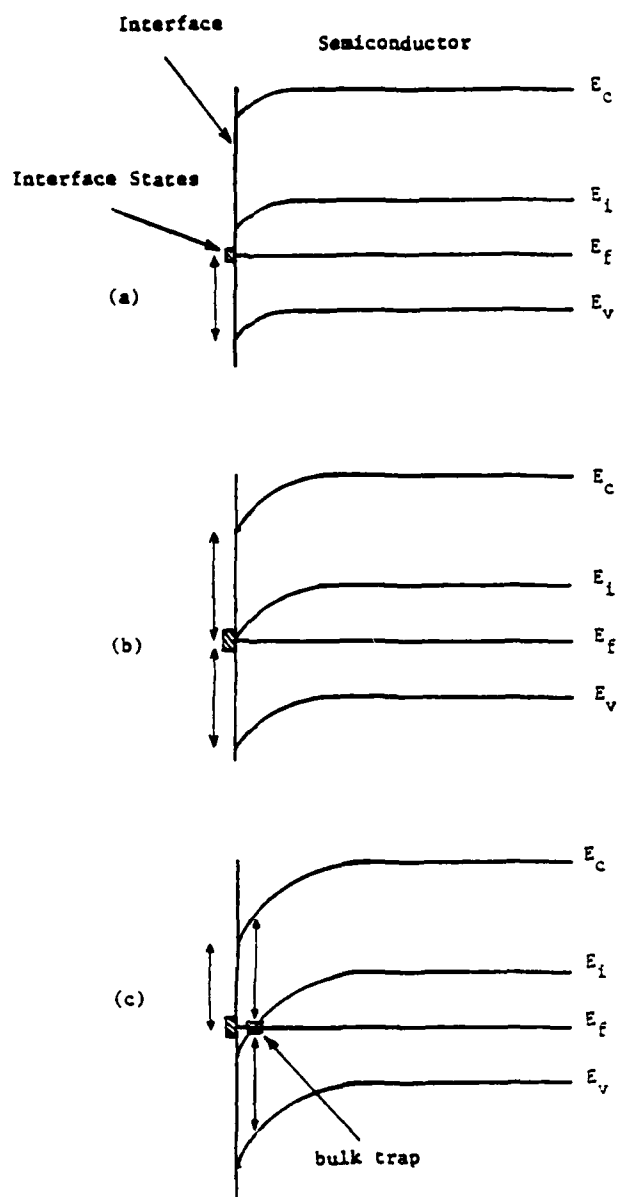 Interface
Semiconductor
E_c
Interface States
E_i
E_f
(a)
E_v
E_c
E_i
(b)
E_f
E_v
E_c
E_i
(c)
E_f
E_v
bulk trap